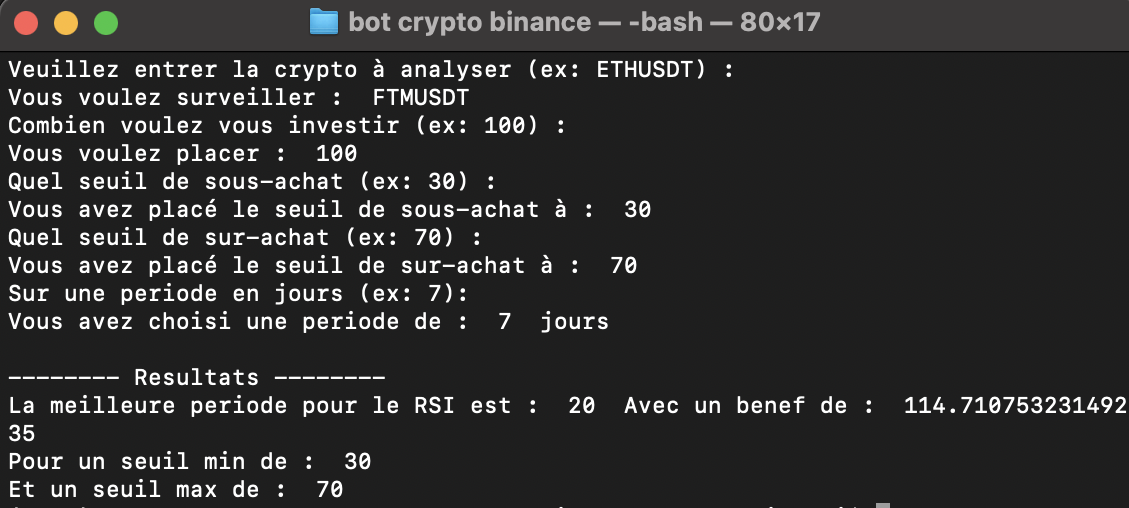 bot crypto binance — -bash — 80×17
Veuillez entrer la crypto à analyser (ex: ETHUSDT) :
Vous voulez surveiller :  FTMUSDT
Combien voulez vous investir (ex: 100) :
Vous voulez placer :  100
Quel seuil de sous-achat (ex: 30) :
Vous avez placé le seuil de sous-achat à :  30
Quel seuil de sur-achat (ex: 70) :
Vous avez placé le seuil de sur-achat à :  70
Sur une periode en jours (ex: 7):
Vous avez choisi une periode de :  7  jours
-------- Resultats --------
La meilleure periode pour le RSI est :  20  Avec un benef de :  114.710753231492
35
Pour un seuil min de :  30
Et un seuil max de :  70